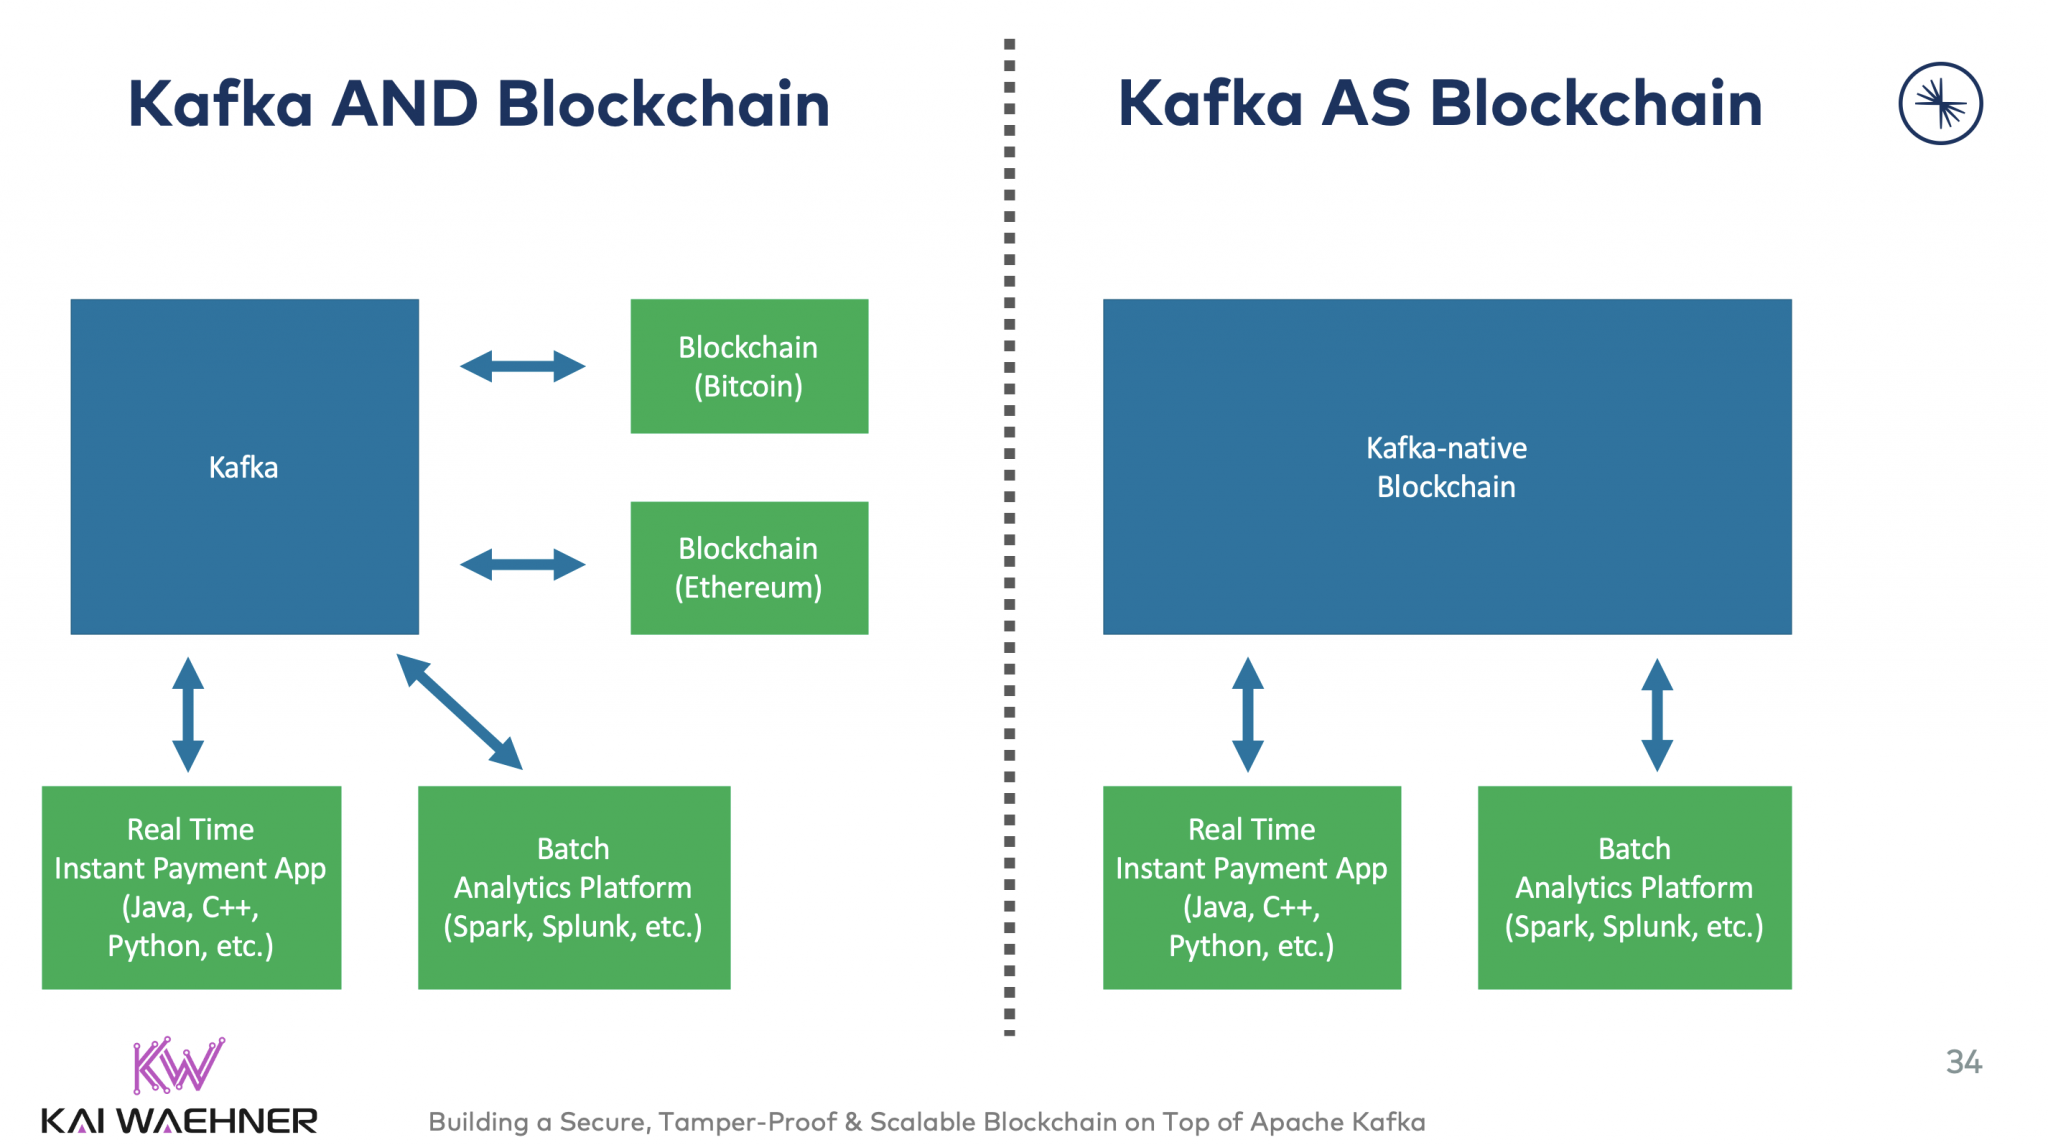 Kafka AND Blockchain
Kafka
Blockchain
(Bitcoin)
Blockchain
(Ethereum)
Real Time
Instant Payment App
(Java, C++,
Python, etc.)
Batch
Analytics Platform
(Spark, Splunk, etc.)
Kafka AS Blockchain
Kafka-native
Blockchain
Real Time
Instant Payment App
(Java, C++,
Python, etc.)
Batch
Analytics Platform
(Spark, Splunk, etc.)
KW
KAI WAEHNER
Building a Secure, Tamper-Proof & Scalable Blockchain on Top of Apache Kafka
34